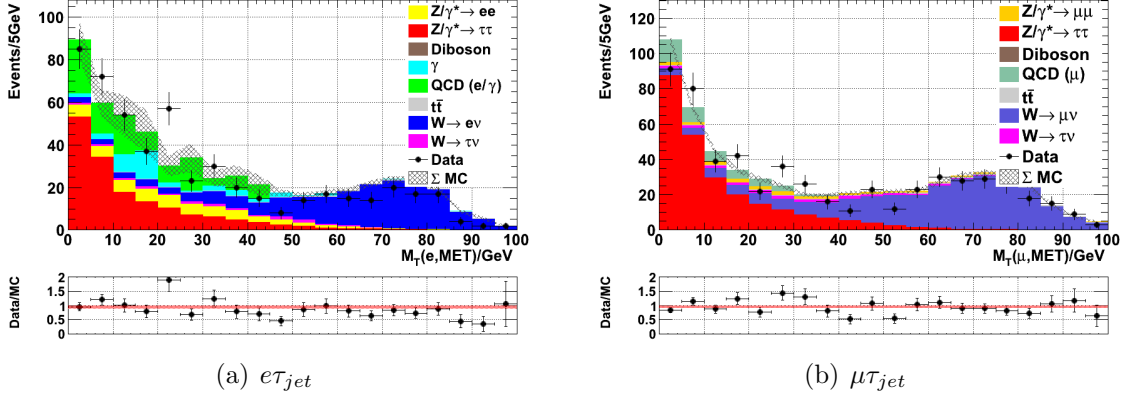 Events/5GeV
100
80
60
40
20
0
Z/γ*→ ee
Z/γ*→ ττ
Diboson
γ
QCD (e/γ)
tt̄
W→ eν
W→ τν
Data
Σ MC
0 10 20 30 40 50 60 70 80 90 100
M_T(e,MET)/GeV
Data/MC
2
1.5
1
0.5
0
(a) eτ_jet
Events/5GeV
120
100
80
60
40
20
0
Z/γ*→ μμ
Z/γ*→ ττ
Diboson
QCD (μ)
tt̄
W→ μν
W→ τν
Data
Σ MC
0 10 20 30 40 50 60 70 80 90 100
M_T(μ,MET)/GeV
Data/MC
2
1.5
1
0.5
0
(b) μτ_jet